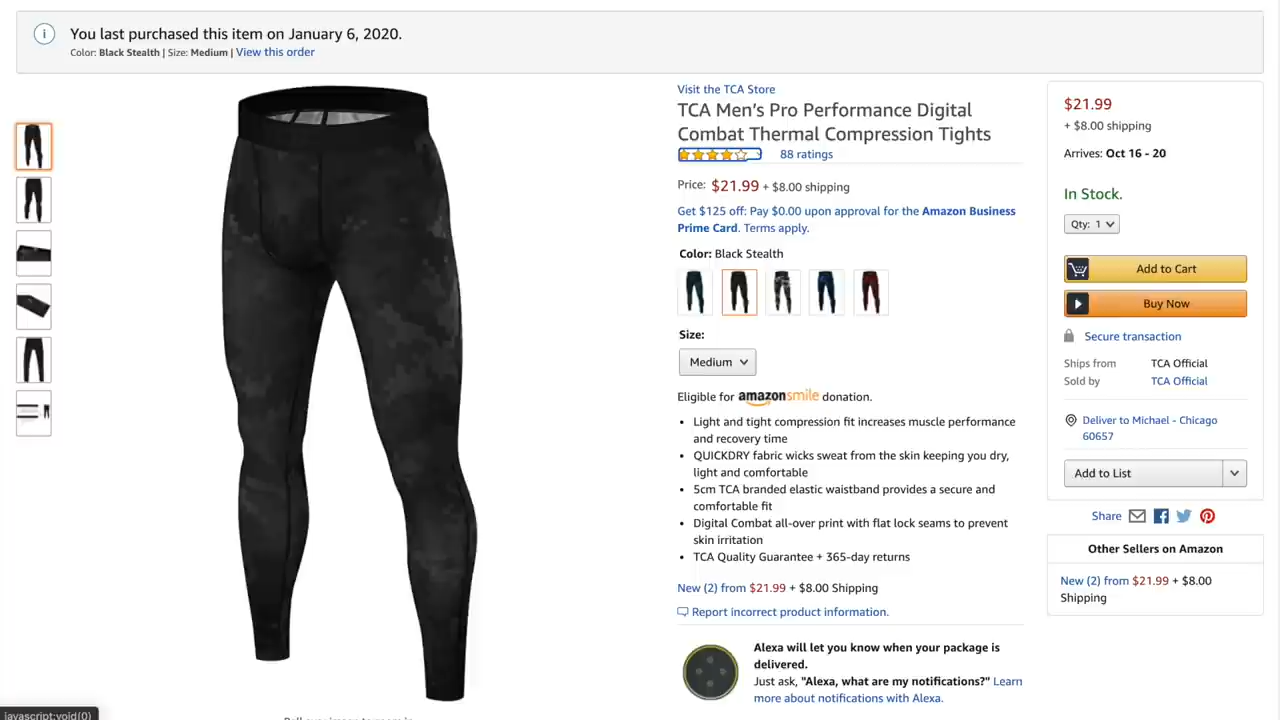 You last purchased this item on January 6, 2020.
Color: Black Stealth | Size: Medium | View this order
Visit the TCA Store
TCA Men's Pro Performance Digital
Combat Thermal Compression Tights
88 ratings
Price: $21.99 + $8.00 shipping
Get $125 off: Pay $0.00 upon approval for the Amazon Business
Prime Card. Terms apply.
Color: Black Stealth
Size:
Medium
Eligible for amazonsmile donation.
• Light and tight compression fit increases muscle performance
and recovery time
• QUICKDRY fabric wicks sweat from the skin keeping you dry,
light and comfortable
• 5cm TCA branded elastic waistband provides a secure and
comfortable fit
• Digital Combat all-over print with flat lock seams to prevent
skin irritation
• TCA Quality Guarantee + 365-day returns
New (2) from $21.99 + $8.00 Shipping
Report incorrect product information.
Alexa will let you know when your package is
delivered.
Just ask, "Alexa, what are my notifications?" Learn
more about notifications with Alexa.
$21.99
+ $8.00 shipping
Arrives: Oct 16 - 20
In Stock.
Qty: 1
Add to Cart
Buy Now
Secure transaction
Ships from TCA Official
Sold by TCA Official
Deliver to Michael - Chicago
60657
Add to List
Share
Other Sellers on Amazon
New (2) from $21.99 + $8.00
Shipping
javascript:void(0)